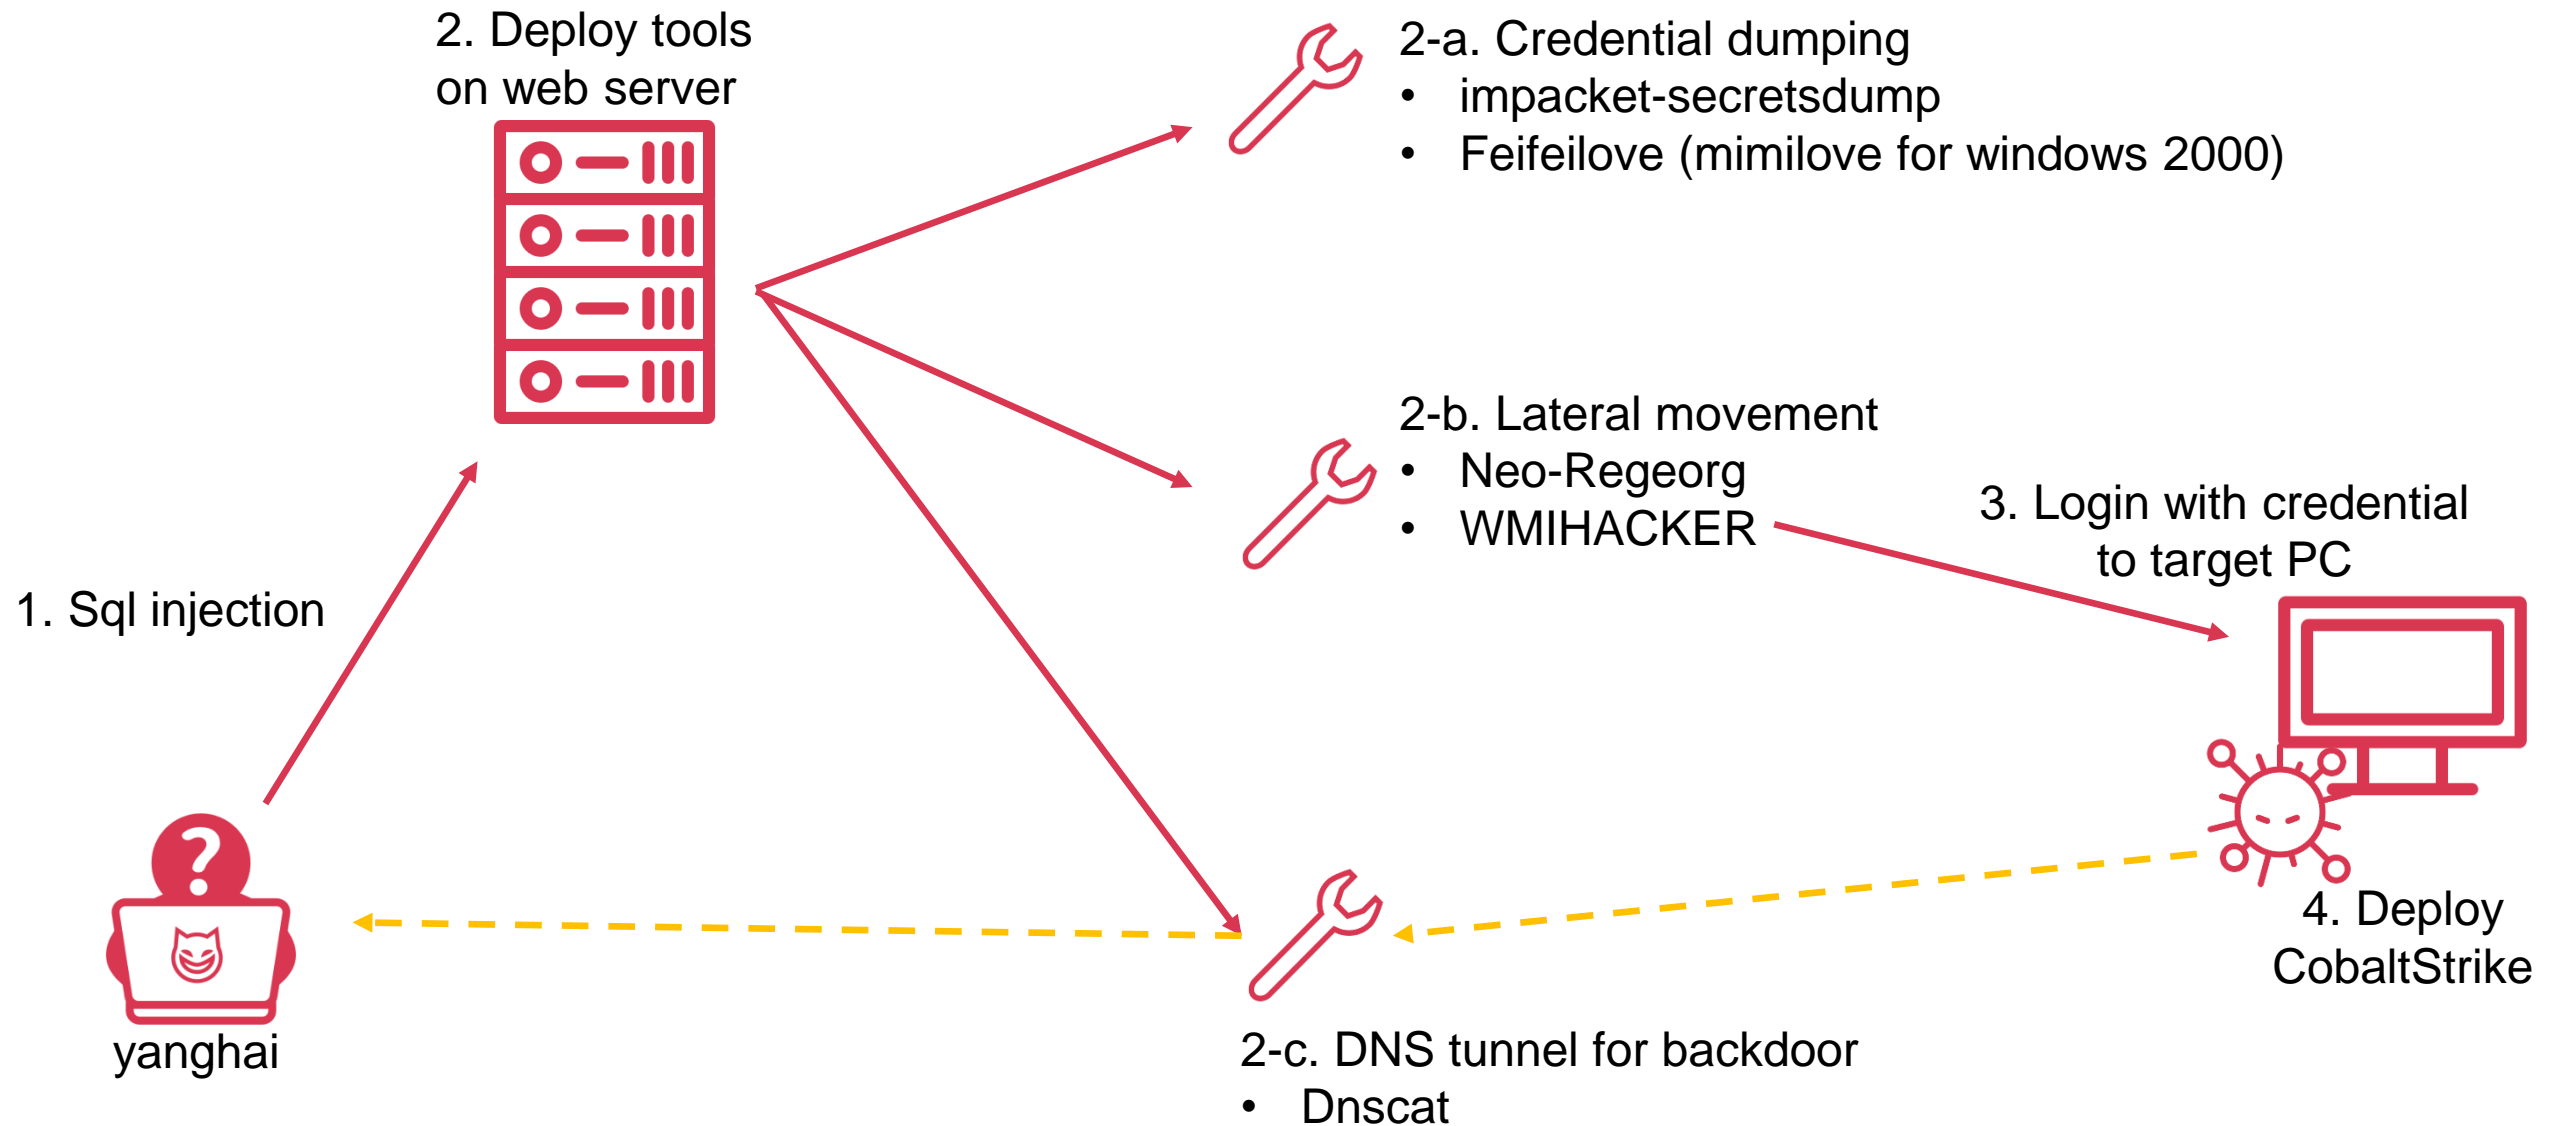 2. Deploy tools
on web server
2-a. Credential dumping
• impacket-secretsdump
• Feifeilove (mimilove for windows 2000)
2-b. Lateral movement
• Neo-Regeorg
• WMIHACKER
3. Login with credential
to target PC
1. Sql injection
4. Deploy
CobaltStrike
yanghai
2-c. DNS tunnel for backdoor
• Dnscat